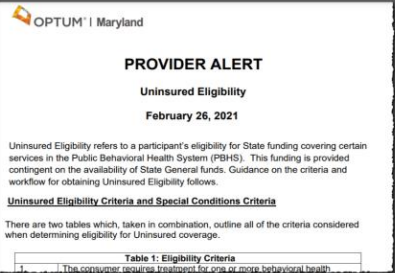 OPTUM® | Maryland
PROVIDER ALERT
Uninsured Eligibility
February 26, 2021
Uninsured Eligibility refers to a participant's eligibility for State funding covering certain
services in the Public Behavioral Health System (PBHS). This funding is provided
contingent on the availability of State General funds. Guidance on the criteria and
workflow for obtaining Uninsured Eligibility follows.
Uninsured Eligibility Criteria and Special Conditions Criteria
There are two tables which, taken in combination, outline all of the criteria considered
when determining eligibility for Uninsured coverage.
Table 1: Eligibility Criteria
1. The consumer requires treatment for one or more behavioral health